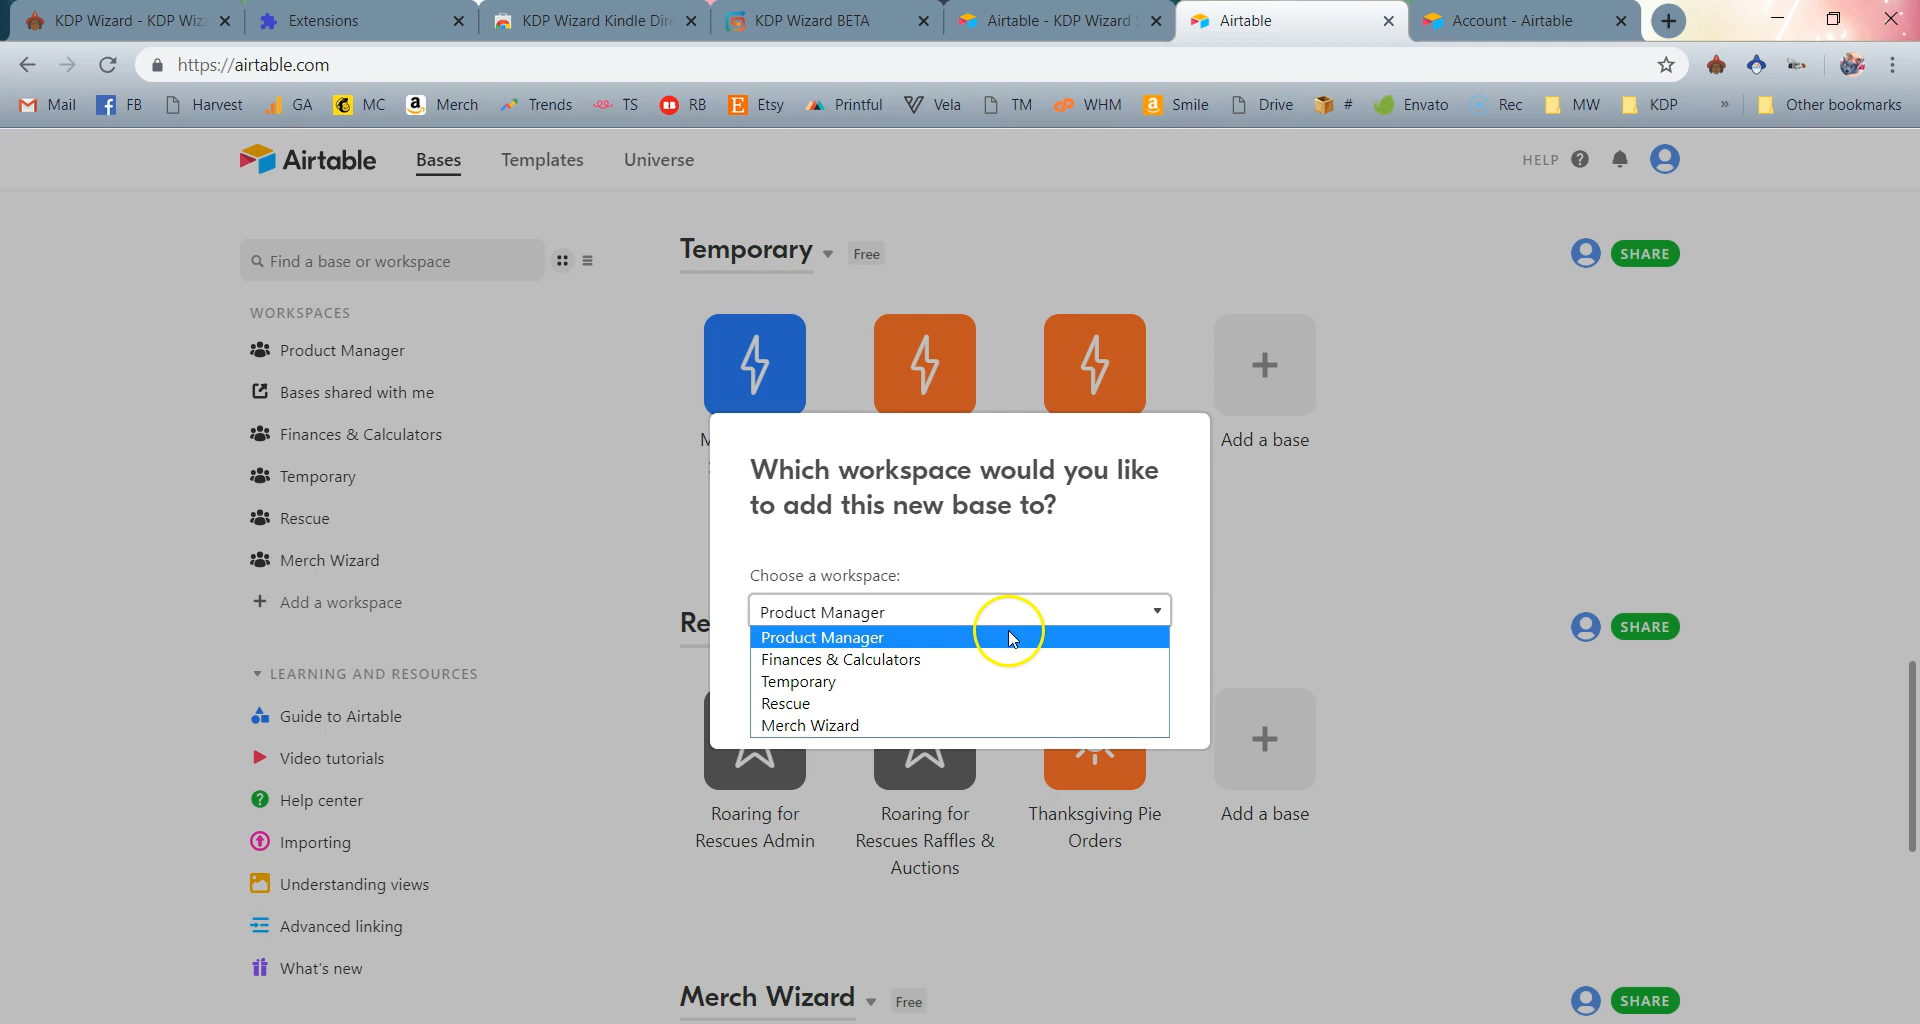 KDP Wizard - KDP Wiz
Extensions
KDP Wizard Kindle Dire
KDP Wizard BETA
Airtable - KDP Wizard
Airtable
Account - Airtable
https://airtable.com
Mail
FB
Harvest
GA
MC
Merch
Trends
TS
RB
Etsy
Printful
Vela
TM
WHM
Smile
Drive
#
Envato
Rec
MW
KDP
»
Other bookmarks
Airtable
Bases
Templates
Universe
HELP
Find a base or workspace
WORKSPACES
Product Manager
Bases shared with me
Finances & Calculators
Temporary
Rescue
Merch Wizard
+ Add a workspace
LEARNING AND RESOURCES
Guide to Airtable
Video tutorials
Help center
Importing
Understanding views
Advanced linking
What's new
Temporary
Free
SHARE
M
Add a base
Which workspace would you like
to add this new base to?
Choose a workspace:
Product Manager
Product Manager
Finances & Calculators
Temporary
Rescue
Merch Wizard
Re
SHARE
Roaring for
Rescues Admin
Roaring for
Rescues Raffles &
Auctions
Thanksgiving Pie
Orders
Add a base
Merch Wizard
Free
SHARE